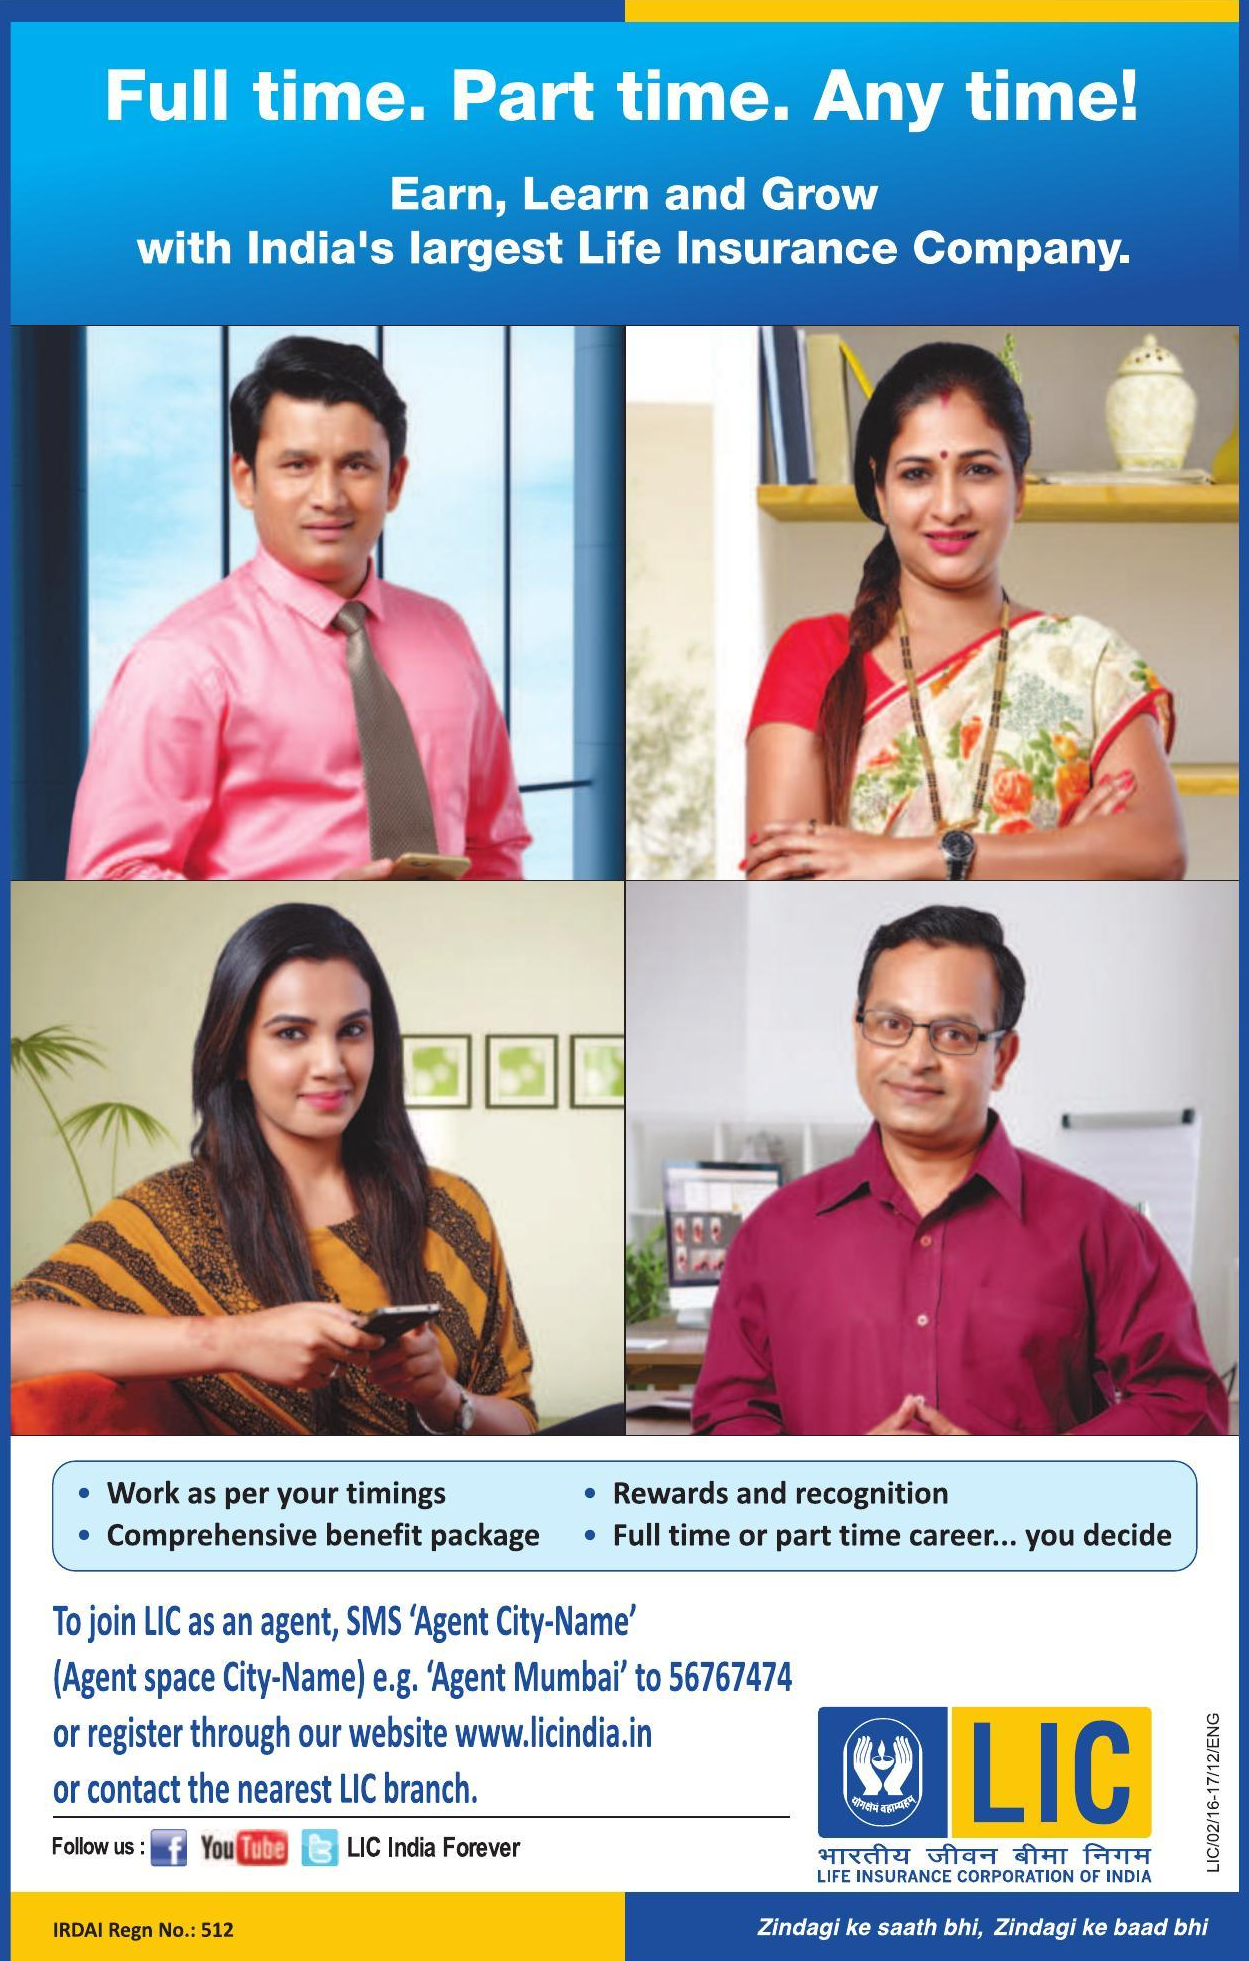 Full time. Part time. Any time!
Earn, Learn and Grow
with India's largest Life Insurance Company.
• Work as per your timings
• Comprehensive benefit package
• Rewards and recognition
• Full time or part time career... you decide
To join LIC as an agent, SMS ‘Agent City-Name’
(Agent space City-Name) e.g. ‘Agent Mumbai’ to 56767474
or register through our website www.licindia.in
or contact the nearest LIC branch.
Follow us : f YouTube t LIC India Forever
योगक्षेमं वहाम्यहम्
LIC
भारतीय जीवन बीमा निगम
LIFE INSURANCE CORPORATION OF INDIA
LIC/02/16-17/12/ENG
IRDAI Regn No.: 512
Zindagi ke saath bhi, Zindagi ke baad bhi